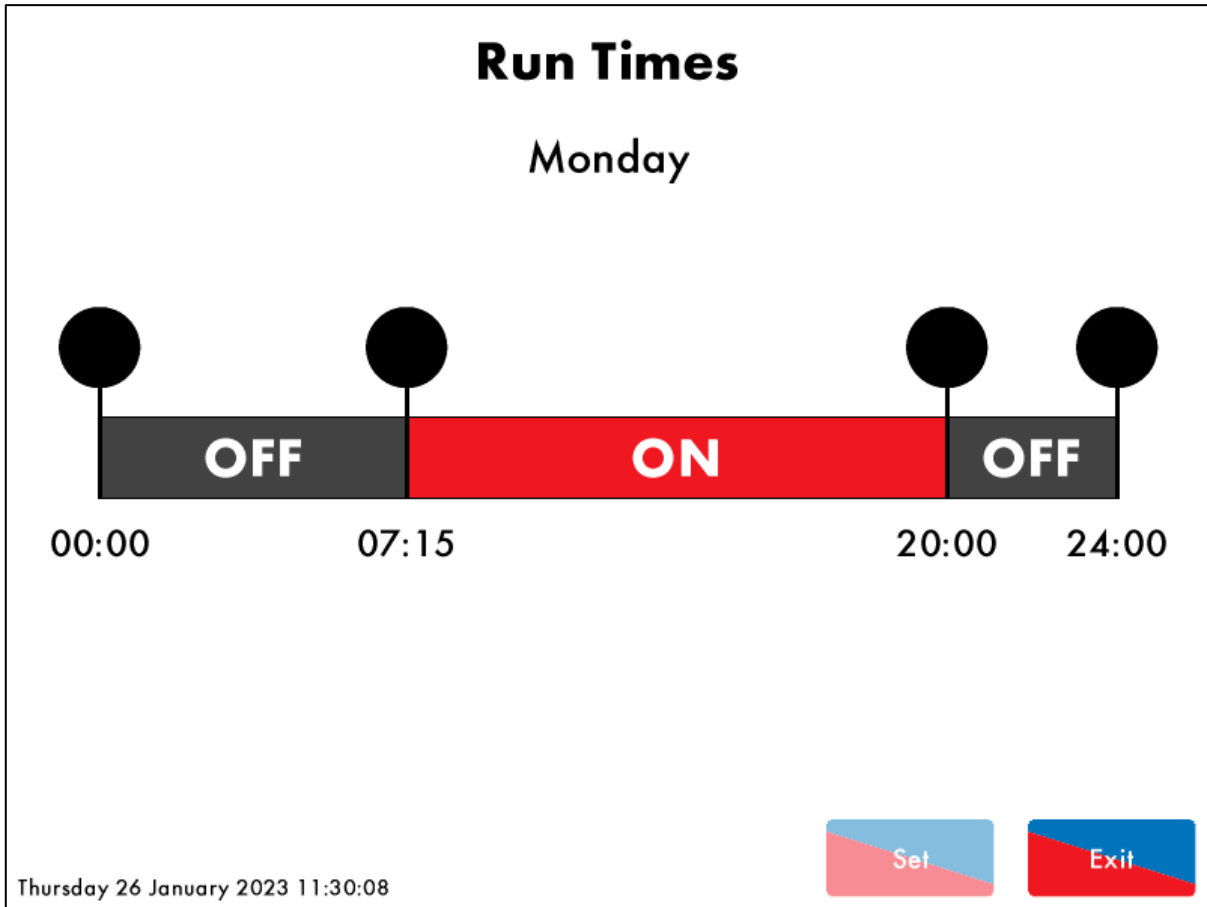 Run Times
Monday
OFF ON OFF
00:00 07:15 20:00 24:00
Set Exit
Thursday 26 January 2023 11:30:08